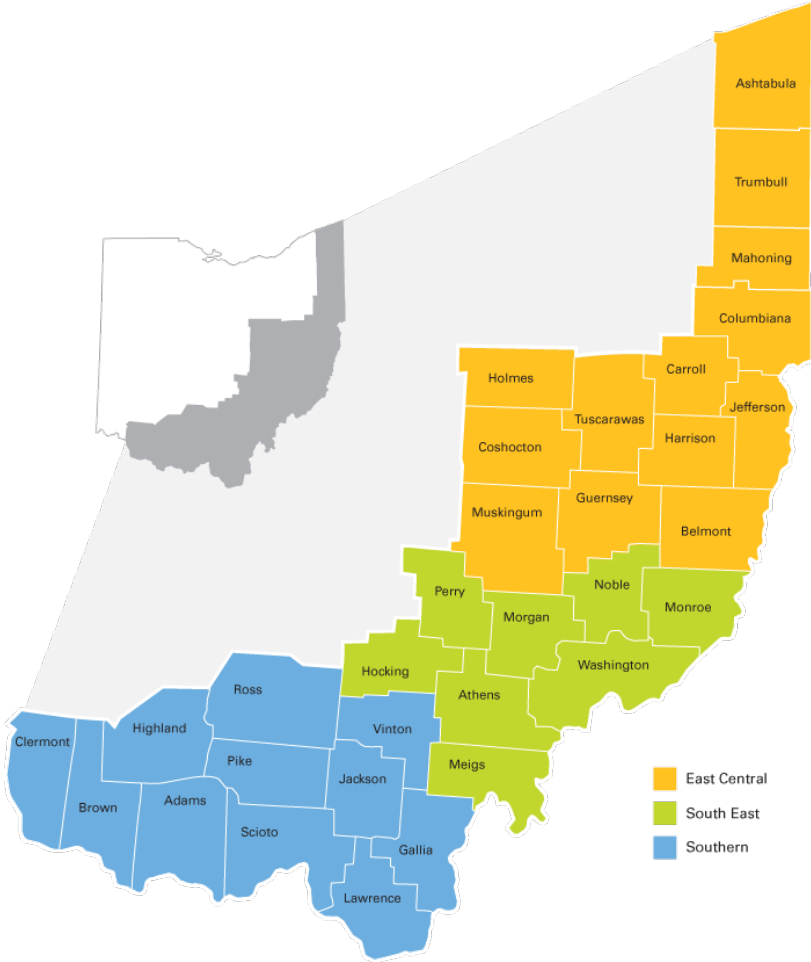 Ashtabula
Trumbull
Mahoning
Columbiana
Carroll
Holmes
Jefferson
Tuscarawas
Harrison
Coshocton
Guernsey
Muskingum
Belmont
Noble
Perry
Monroe
Morgan
Washington
Hocking
Ross
Athens
Highland
Vinton
Clermont
Pike
Meigs
Jackson
East Central
Adams
Brown
South East
Scioto
Southern
Gallia
Lawrence